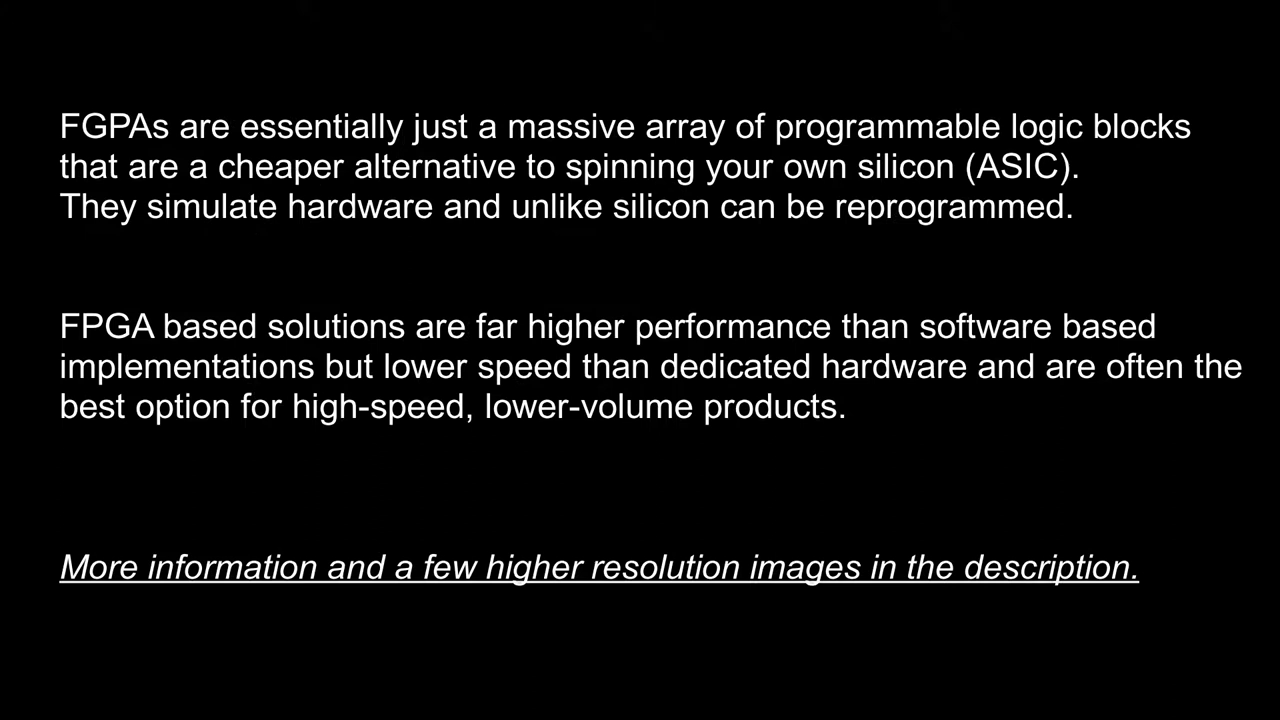 FGPAs are essentially just a massive array of programmable logic blocks
that are a cheaper alternative to spinning your own silicon (ASIC).
They simulate hardware and unlike silicon can be reprogrammed.
FPGA based solutions are far higher performance than software based
implementations but lower speed than dedicated hardware and are often the
best option for high-speed, lower-volume products.
More information and a few higher resolution images in the description.